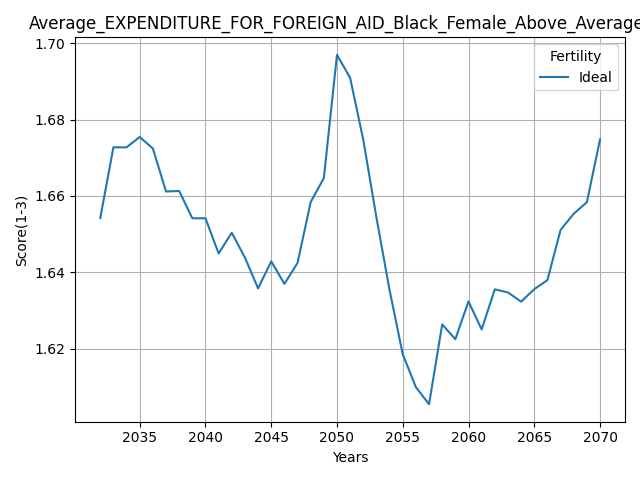 Average_EXPENDITURE_FOR_FOREIGN_AID_Black_Female_Above_Average
Fertility
Ideal
1.70
1.68
1.66
1.64
1.62
Score(1-3)
2035 2040 2045 2050 2055 2060 2065 2070
Years